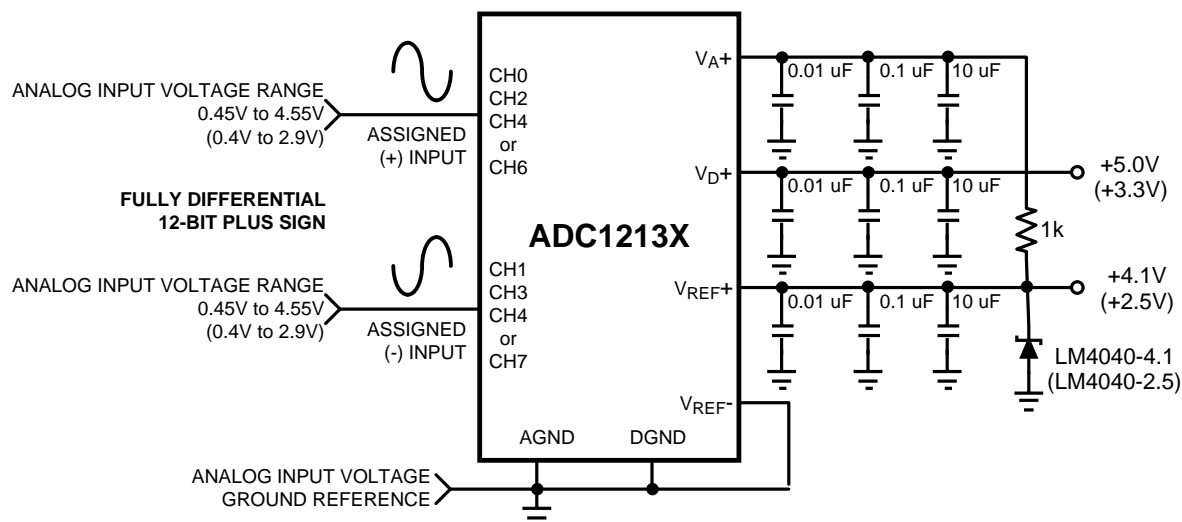 ANALOG INPUT VOLTAGE RANGE
0.45V to 4.55V
(0.4V to 2.9V)
ASSIGNED
(+) INPUT
CH0
CH2
CH4
or
CH6
FULLY DIFFERENTIAL
12-BIT PLUS SIGN
ADC1213X
ANALOG INPUT VOLTAGE RANGE
0.45V to 4.55V
(0.4V to 2.9V)
ASSIGNED
(-) INPUT
CH1
CH3
CH4
or
CH7
VA+
0.01 uF
0.1 uF
10 uF
VD+
0.01 uF
0.1 uF
10 uF
+5.0V
(+3.3V)
1k
VREF+
0.01 uF
0.1 uF
10 uF
+4.1V
(+2.5V)
LM4040-4.1
(LM4040-2.5)
VREF-
AGND
DGND
ANALOG INPUT VOLTAGE
GROUND REFERENCE